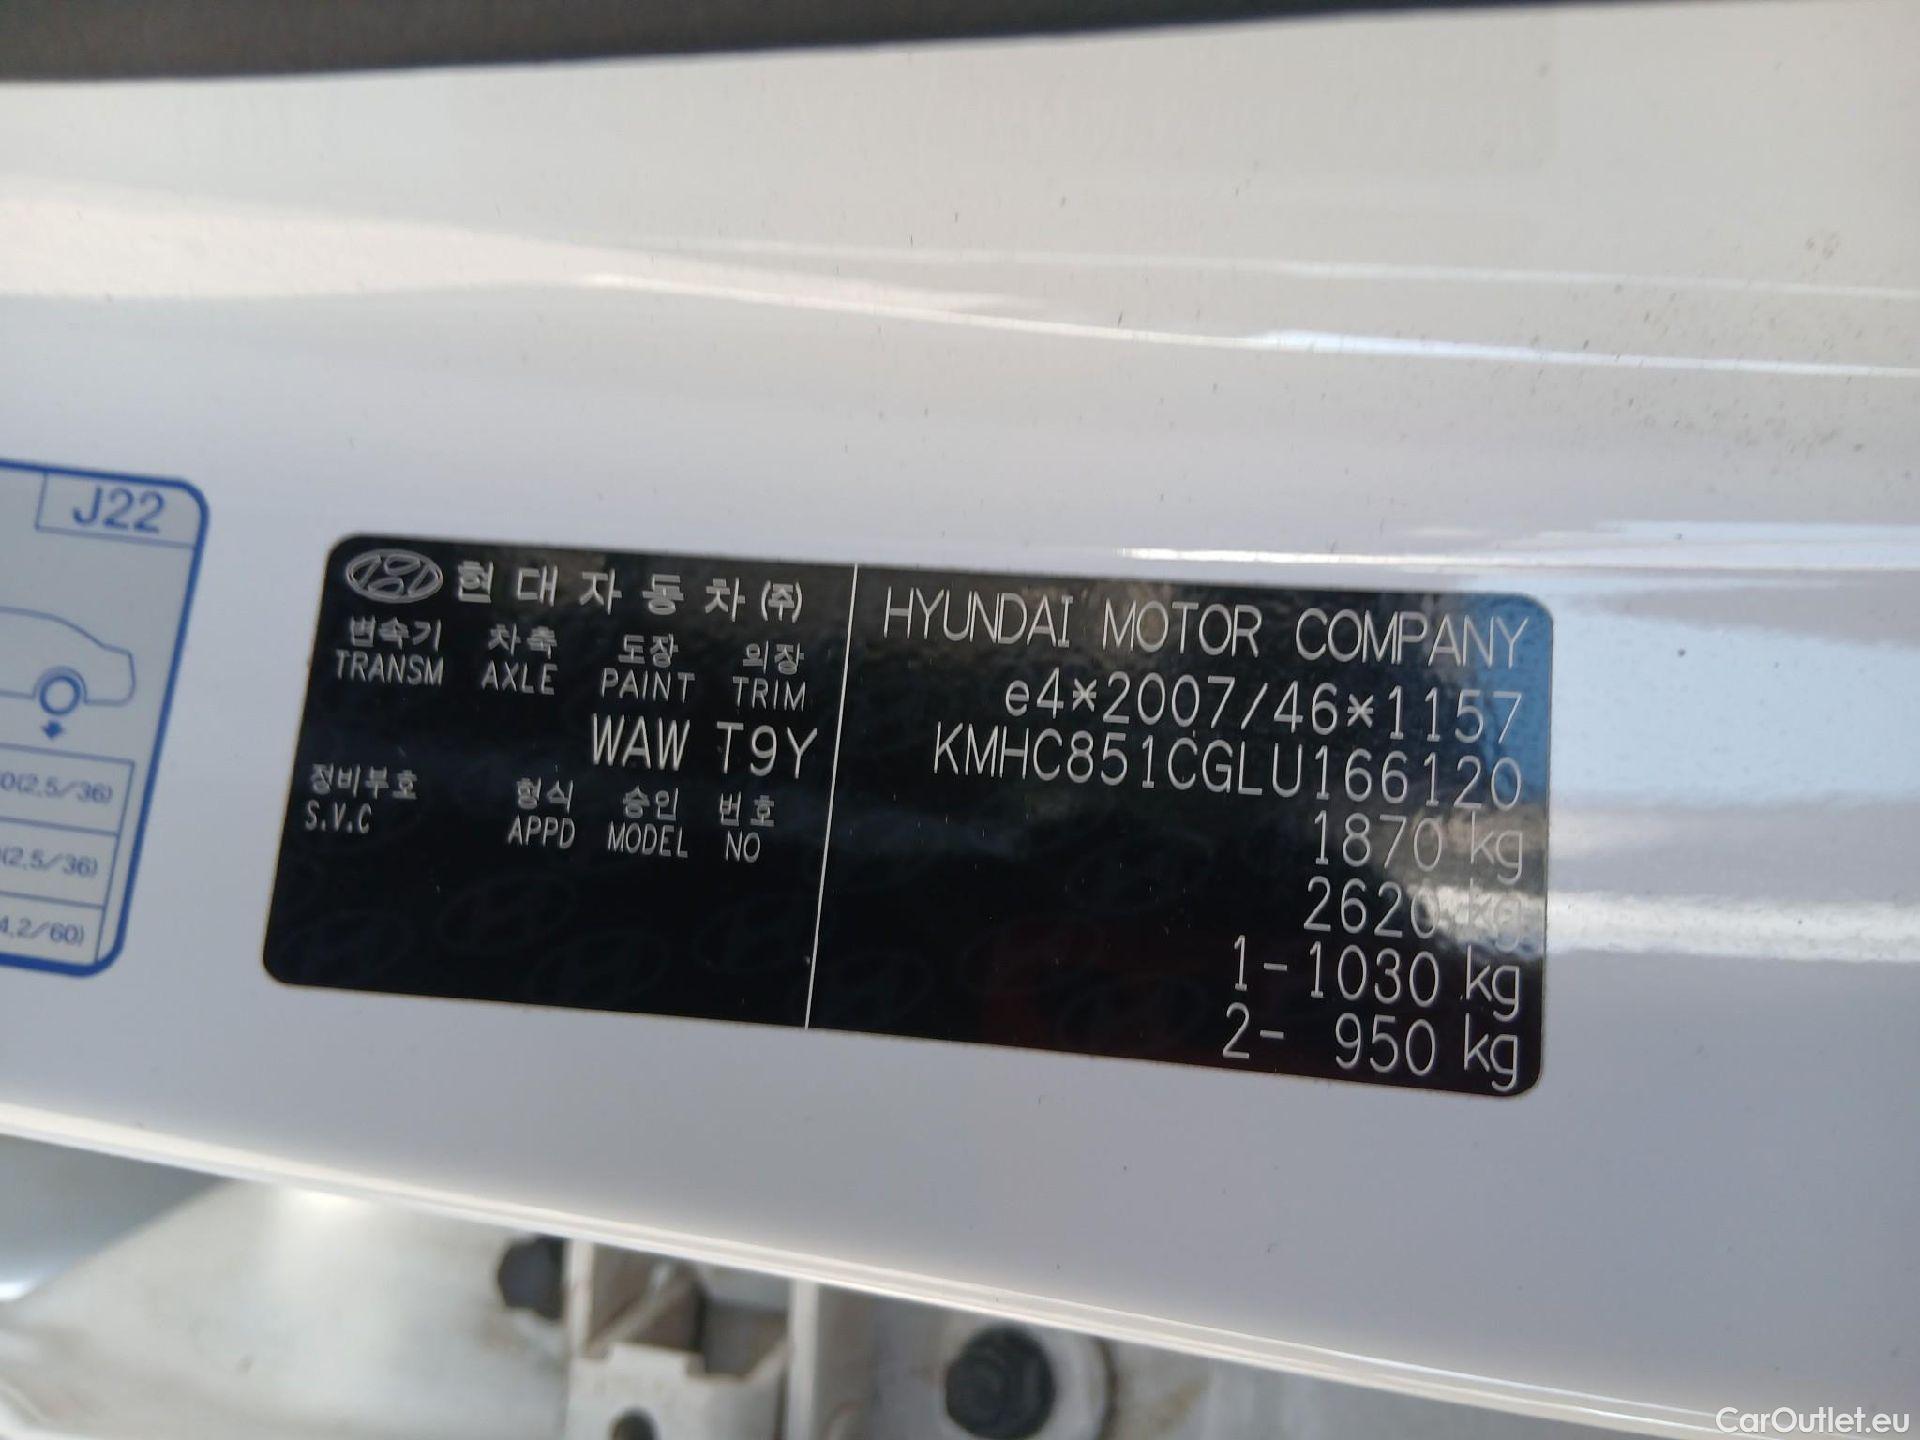 J22
0(2,5/36)
(2,5/36)
4,2/60)
현대자동차(주)
변속기 차축 도장 의장
TRANSM AXLE PAINT TRIM
WAW T9Y
정비부호 형식 승인 번호
S.V.C APPD MODEL NO
HYUNDAI MOTOR COMPANY
e4*2007/46*1157
KMHC851CGLU166120
1870 kg
2620 kg
1-1030 kg
2- 950 kg
CarOutlet.eu